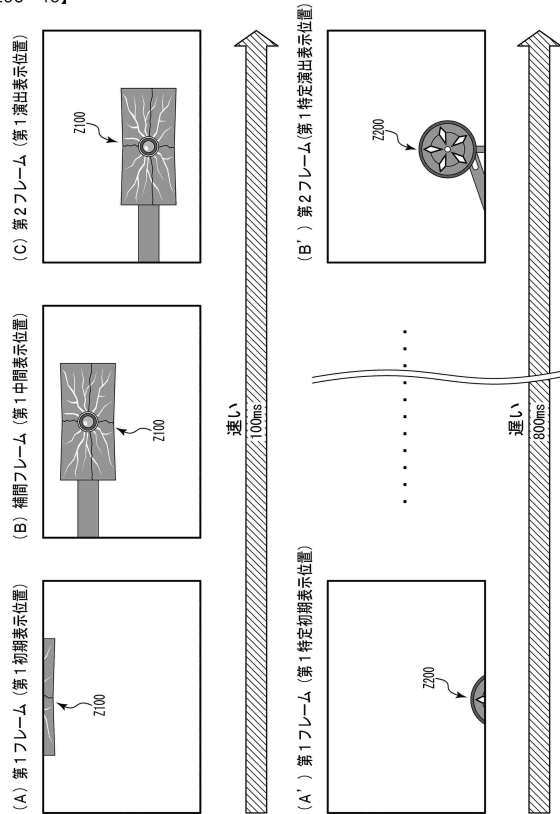 (A) 第1フレーム (第1初期表示位置)
Z100
(B) 補間フレーム (第1中間表示位置)
Z100
(C) 第2フレーム (第1演出表示位置)
Z100
速い
100ms
(A') 第1フレーム (第1特定初期表示位置)
Z200
(B') 第2フレーム(第1特定演出表示位置)
Z200
遅い
800ms